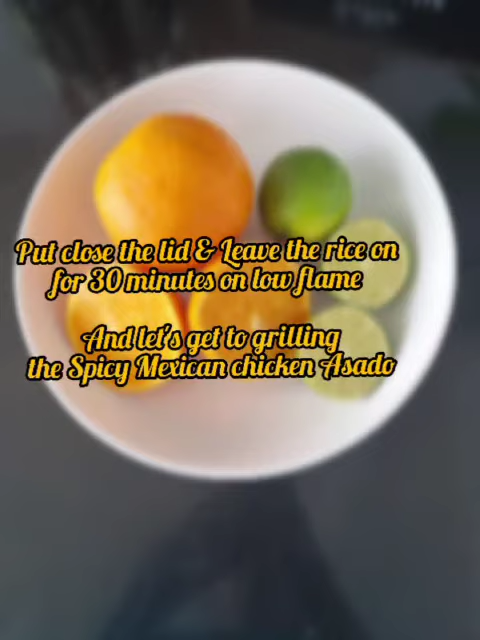 Put close the lid & Leave the rice on
for 30 minutes on low flame
And let's get to grilling
the Spicy Mexican chicken Asado